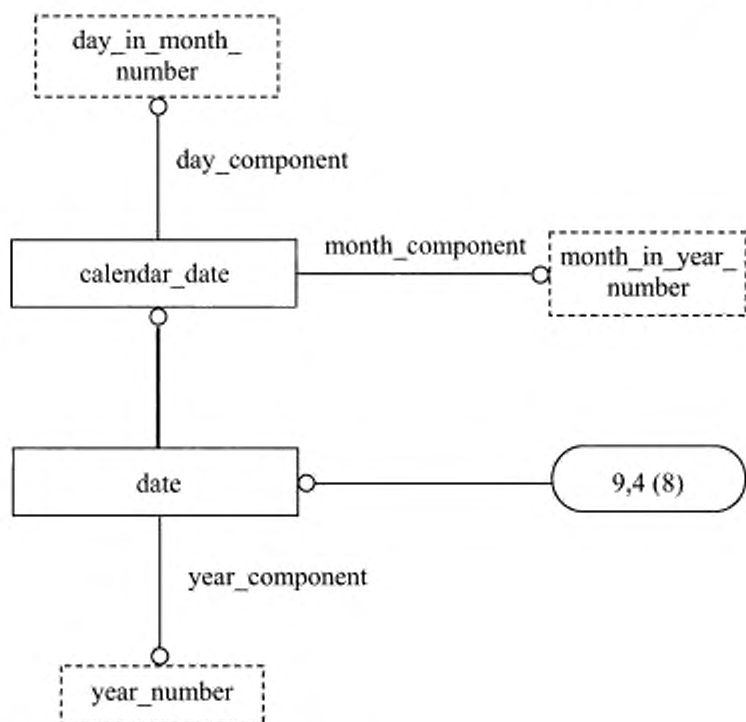 day_in_month_
number
day_component
calendar_date
month_component
month_in_year_
number
date
9,4 (8)
year_component
year_number